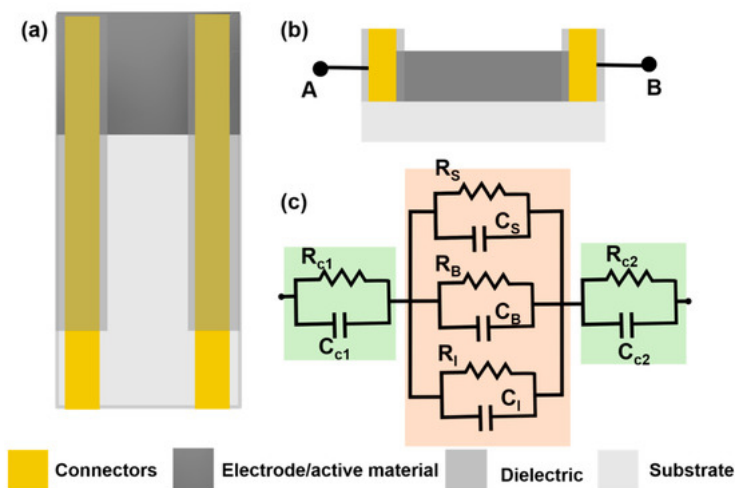 (a)
(b)
A
B
(c)
R_S
C_S
R_c1
C_c1
R_B
C_B
R_I
C_I
R_c2
C_c2
Connectors
Electrode/active material
Dielectric
Substrate